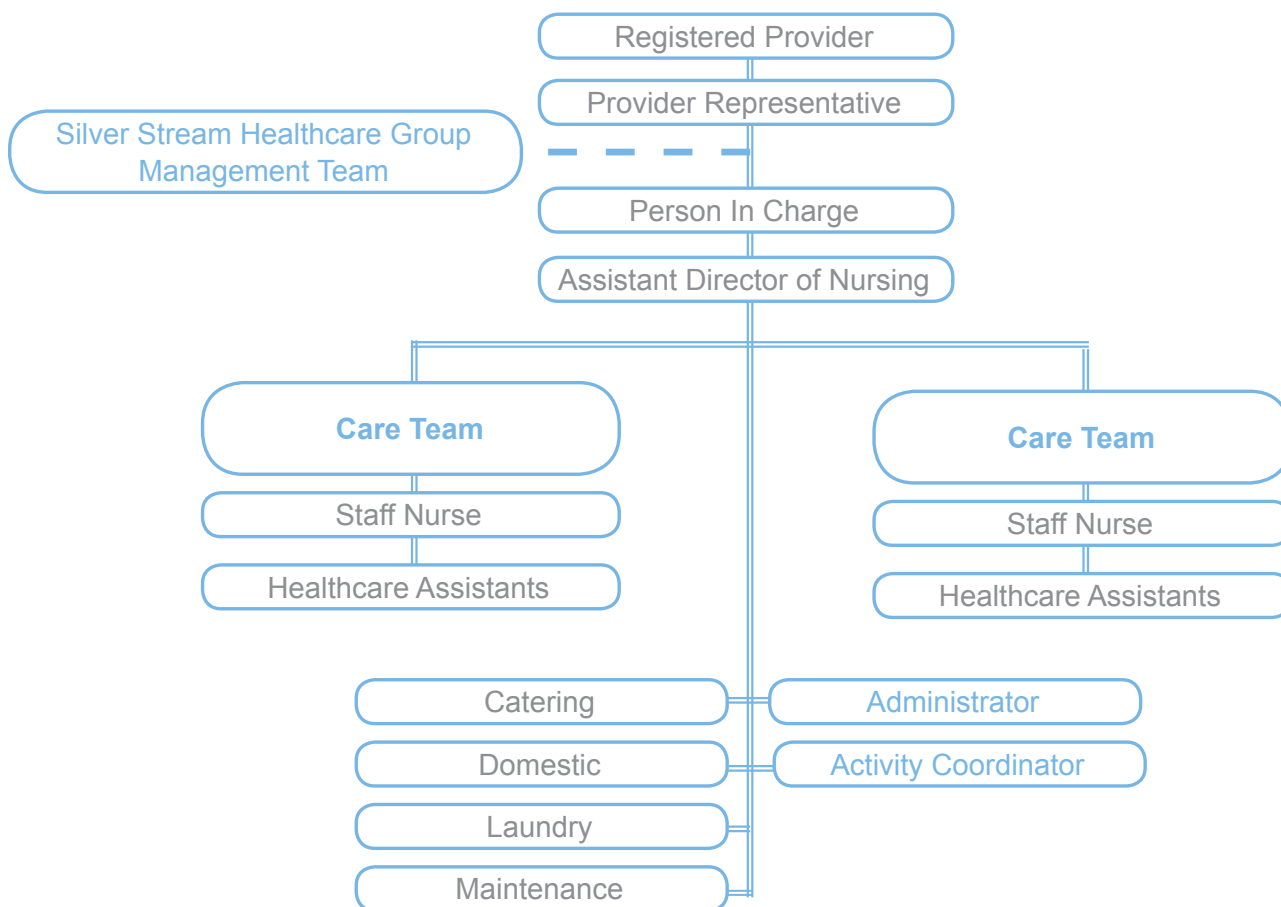 Registered Provider
Provider Representative
Silver Stream Healthcare Group
Management Team
Person In Charge
Assistant Director of Nursing
Care Team
Staff Nurse
Healthcare Assistants
Care Team
Staff Nurse
Healthcare Assistants
Catering
Administrator
Domestic
Activity Coordinator
Laundry
Maintenance